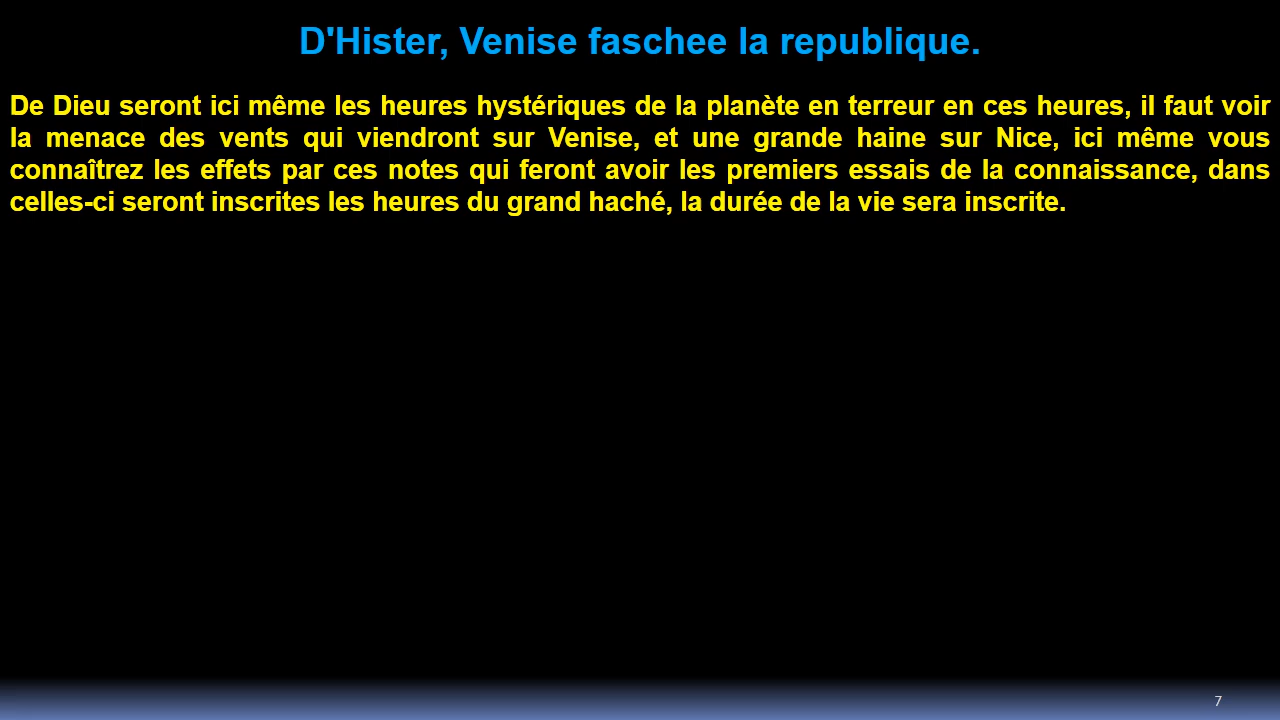 D'Hister, Venise faschee la republique.
De Dieu seront ici même les heures hystériques de la planète en terreur en ces heures, il faut voir
la menace des vents qui viendront sur Venise, et une grande haine sur Nice, ici même vous
connaîtrez les effets par ces notes qui feront avoir les premiers essais de la connaissance, dans
celles-ci seront inscrites les heures du grand haché, la durée de la vie sera inscrite.
7